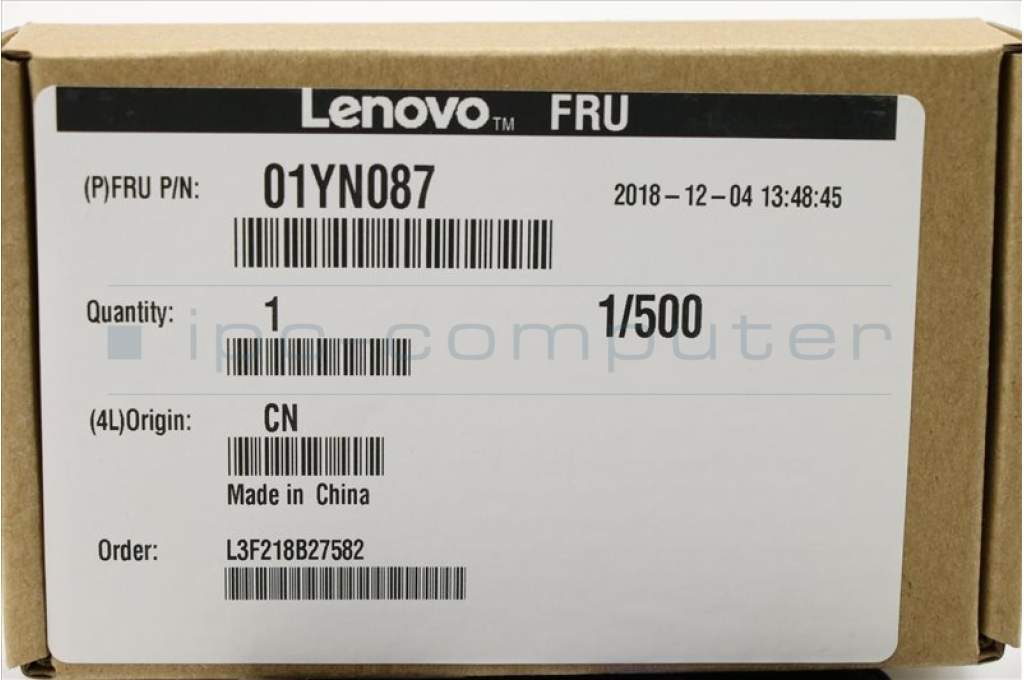 Lenovo™ FRU
(P)FRU P/N: 01YN087 2018-12-04 13:48:45
Quantity: 1 1/500
ipc computer
(4L)Origin: CN
Made in China
Order: L3F218B27582